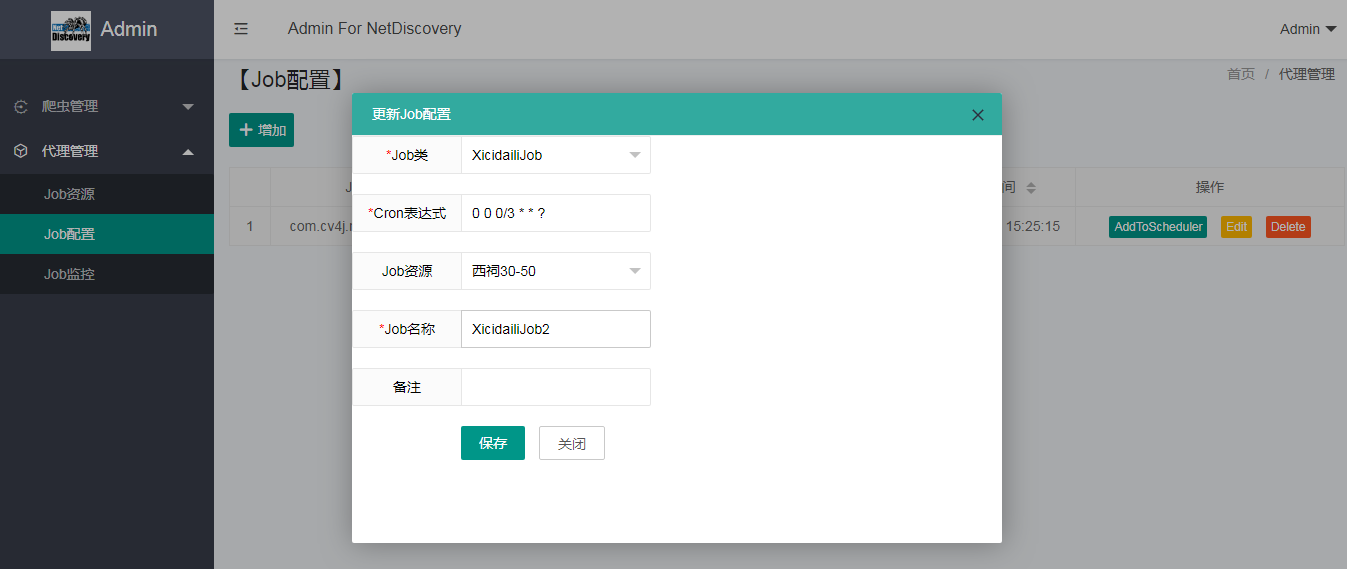 Net
Discovery
Admin
Admin For NetDiscovery
Admin
爬虫管理
代理管理
Job资源
Job配置
Job监控
【Job配置】
首页 / 代理管理
增加
操作
1
com.cv4j.
15:25:15
AddToScheduler
Edit
Delete
更新Job配置
*Job类
XicidailiJob
*Cron表达式
0 0 0/3 * * ?
Job资源
西祠30-50
*Job名称
XicidailiJob2
备注
保存
关闭